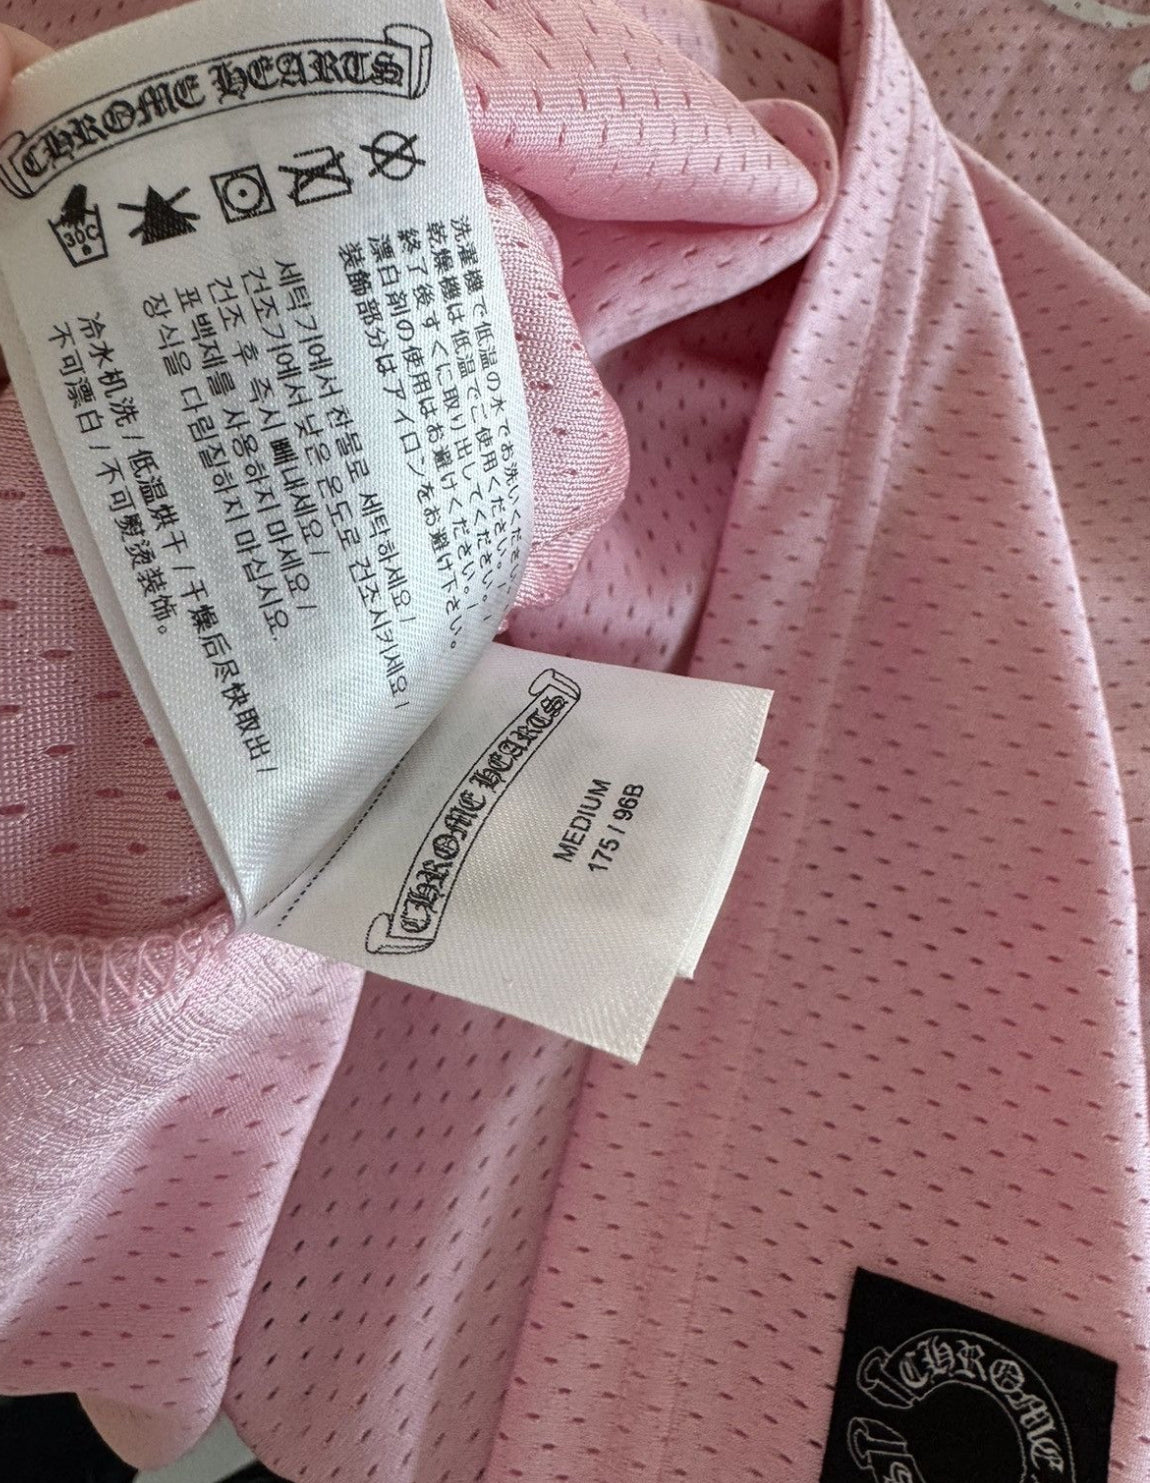 CHROME HEARTS
30C
洗濯機で低温の水でお洗いください。/
乾燥機は低温でご使用ください。/
終了後すぐに取り出してください。/
漂白剤の使用はお避けください。/
装飾部分はアイロンをお避け下さい。
세탁기에서 찬물로 세탁하세요 /
건조기에서 낮은 온도로 건조시키세요 /
건조 후 즉시 빼내세요 /
표백제를 사용하지 마세요 /
장식을 다림질하지 마십시요.
冷水机洗 / 低温烘干 / 干燥后尽快取出 /
不可漂白 / 不可熨烫装饰。
CHROME HEARTS
MEDIUM
175 / 96B
CHROME